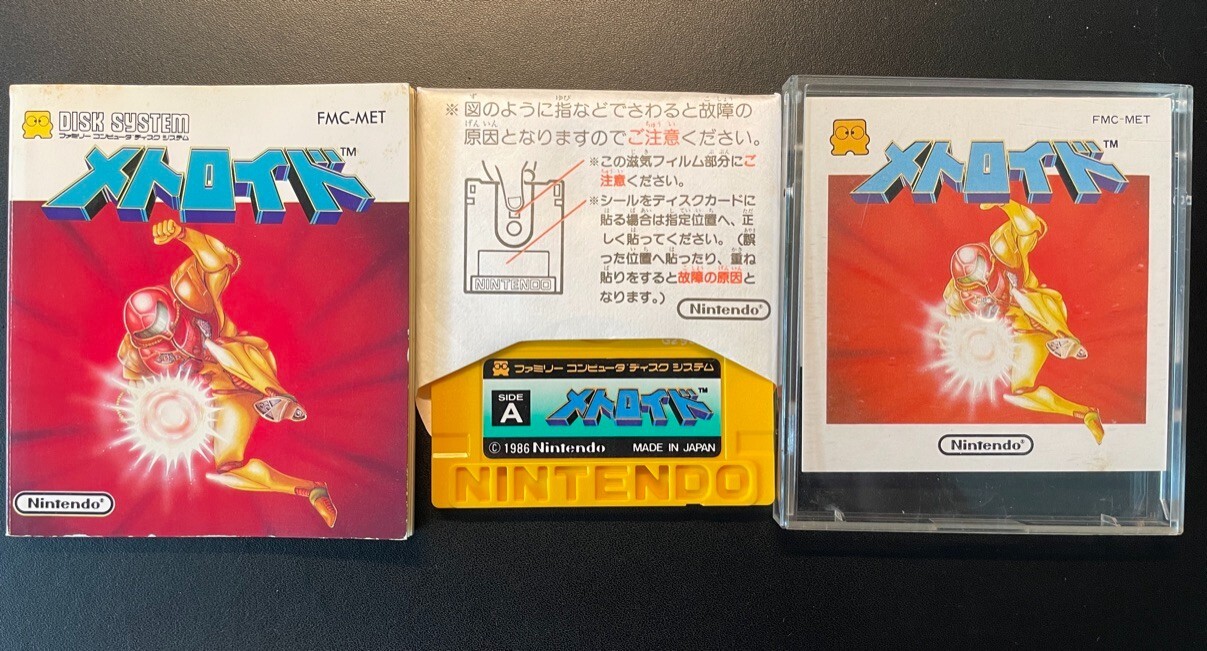 DISK SYSTEM
ファミリー コンピュータ ディスク システム
FMC-MET
メトロイド™
Nintendo®
※図のように指などでさわると故障の
原因となりますのでご注意ください。
※この滋気フィルム部分にご
注意ください。
※シールをディスクカードに
貼る場合は指定位置へ、正
しく貼ってください。(誤
った位置へ貼ったり、重ね
貼りをすると故障の原因と
なります。)
NINTENDO
Nintendo®
ファミリー コンピュータ ディスク システム
SIDE
A
メトロイド™
© 1986 Nintendo MADE IN JAPAN
NINTENDO
FMC-MET
メトロイド™
Nintendo®